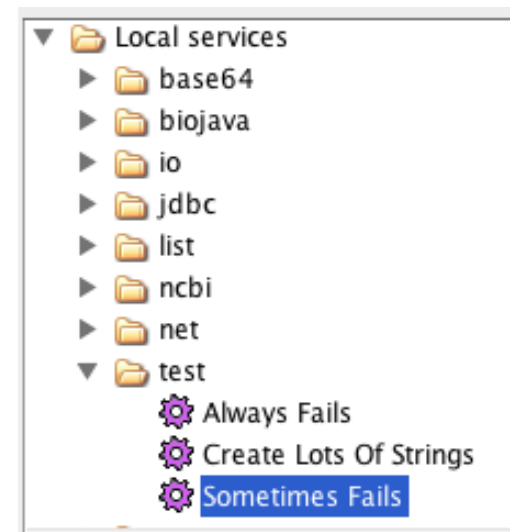 Local services
base64
biojava
io
jdbc
list
ncbi
net
test
Always Fails
Create Lots Of Strings
Sometimes Fails